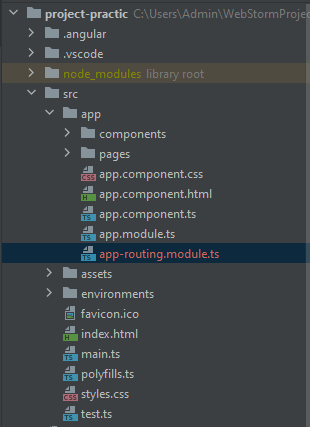 project-practic C:\Users\Admin\WebStormProje
.angular
.vscode
node_modules library root
src
app
components
pages
app.component.css
app.component.html
app.component.ts
app.module.ts
app-routing.module.ts
assets
environments
favicon.ico
index.html
main.ts
polyfills.ts
styles.css
test.ts